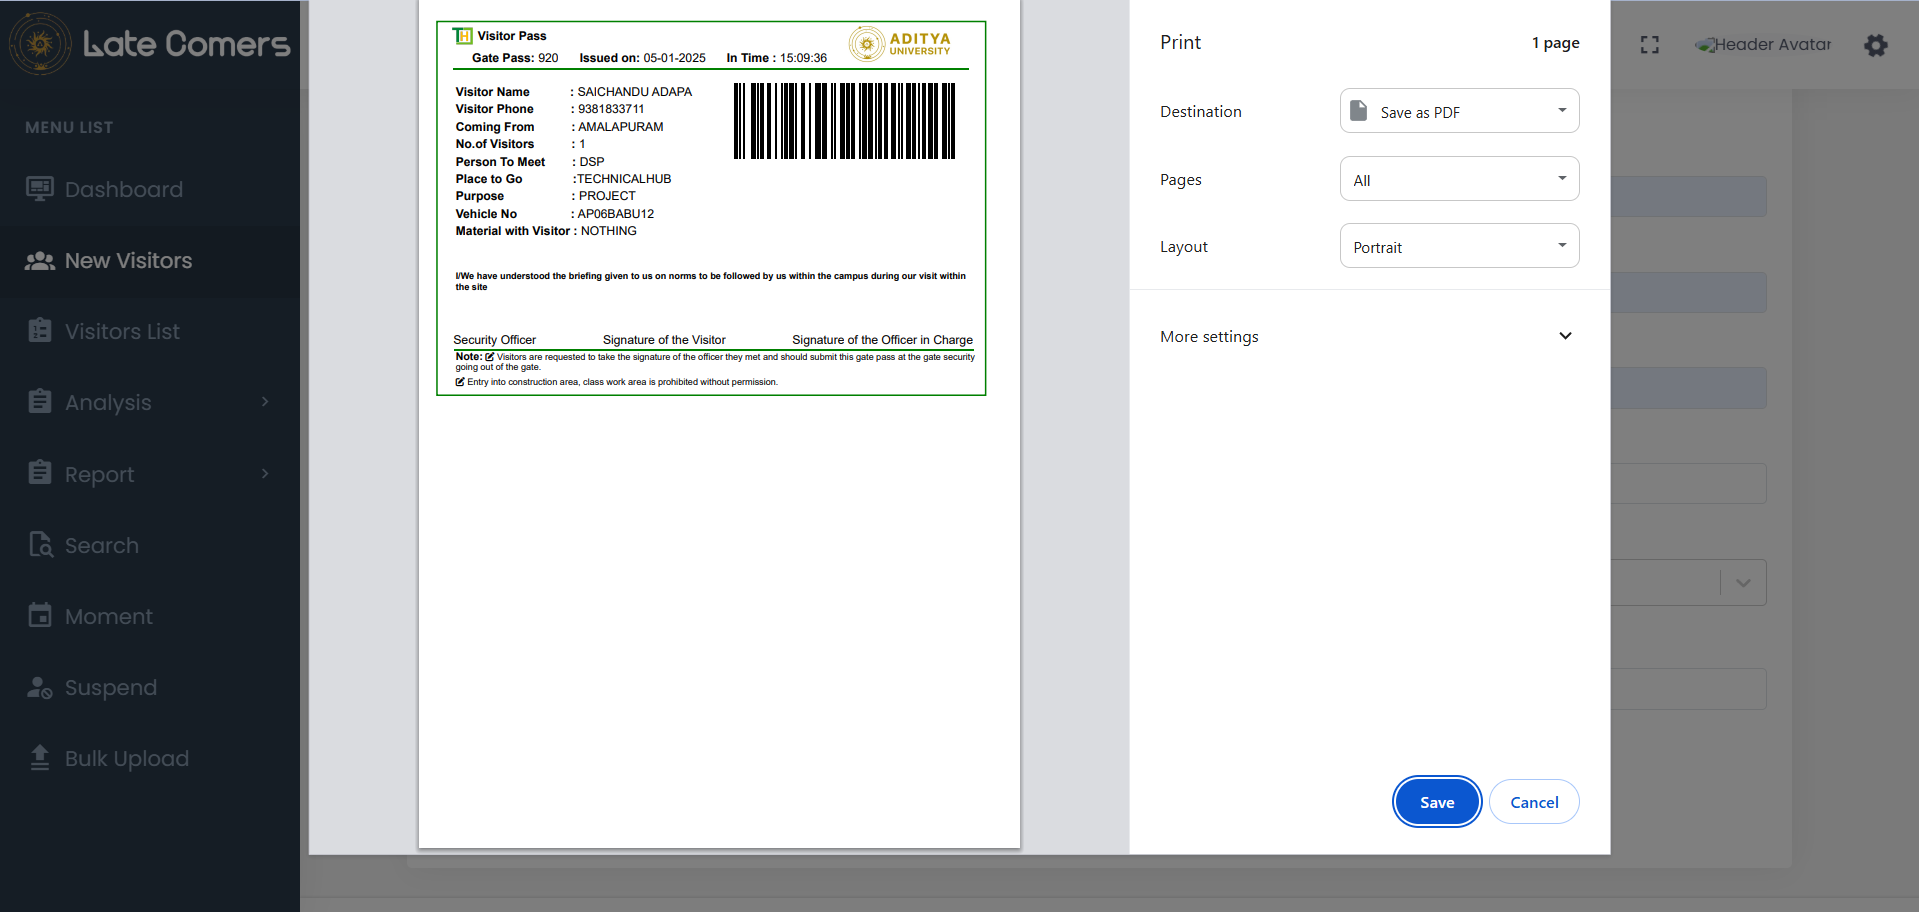 Late Comers
MENU LIST
Dashboard
New Visitors
Visitors List
Analysis
Report
Search
Moment
Suspend
Bulk Upload
TH Visitor Pass
ADITYA
UNIVERSITY
Gate Pass: 920 Issued on: 05-01-2025 In Time : 15:09:36
Visitor Name : SAICHANDU ADAPA
Visitor Phone : 9381833711
Coming From : AMALAPURAM
No.of Visitors : 1
Person To Meet : DSP
Place to Go :TECHNICALHUB
Purpose : PROJECT
Vehicle No : AP06BABU12
Material with Visitor : NOTHING
I/We have understood the briefing given to us on norms to be followed by us within the campus during our visit within
the site
Security Officer Signature of the Visitor Signature of the Officer in Charge
Note: Visitors are requested to take the signature of the officer they met and should submit this gate pass at the gate security
going out of the gate.
Entry into construction area, class work area is prohibited without permission.
Print 1 page
Destination Save as PDF
Pages All
Layout Portrait
More settings
Save Cancel
Header Avatar